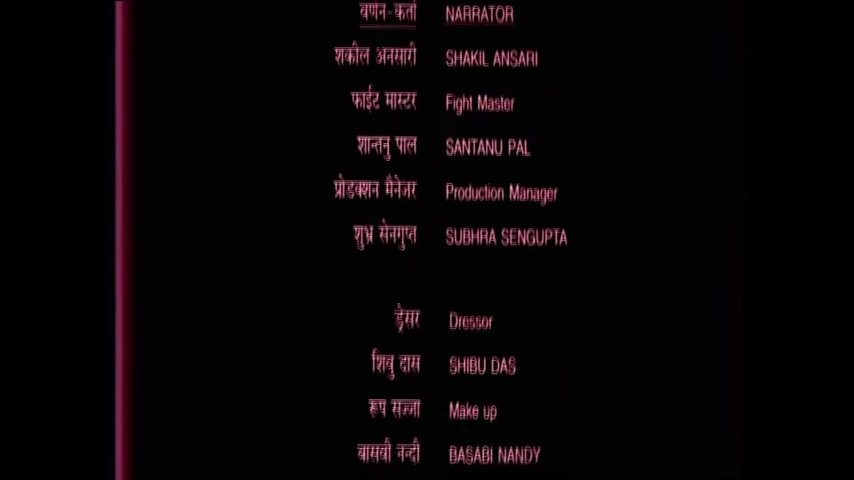 वर्णन-कर्ता NARRATOR
शकील अनसारी SHAKIL ANSARI
फाईट मास्टर Fight Master
शान्तनु पाल SANTANU PAL
प्रोडक्शन मैनेजर Production Manager
शुभ्र सेनगुप्त SUBHRA SENGUPTA
ड्रैसर Dressor
शिबु दास SHIBU DAS
रूप सज्जा Make up
बासबी नन्दी BASABI NANDY